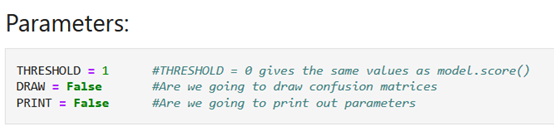 Parameters:
THRESHOLD = 1 #THRESHOLD = 0 gives the same values as model.score()
DRAW = False #Are we going to draw confusion matrices
PRINT = False #Are we going to print out parameters